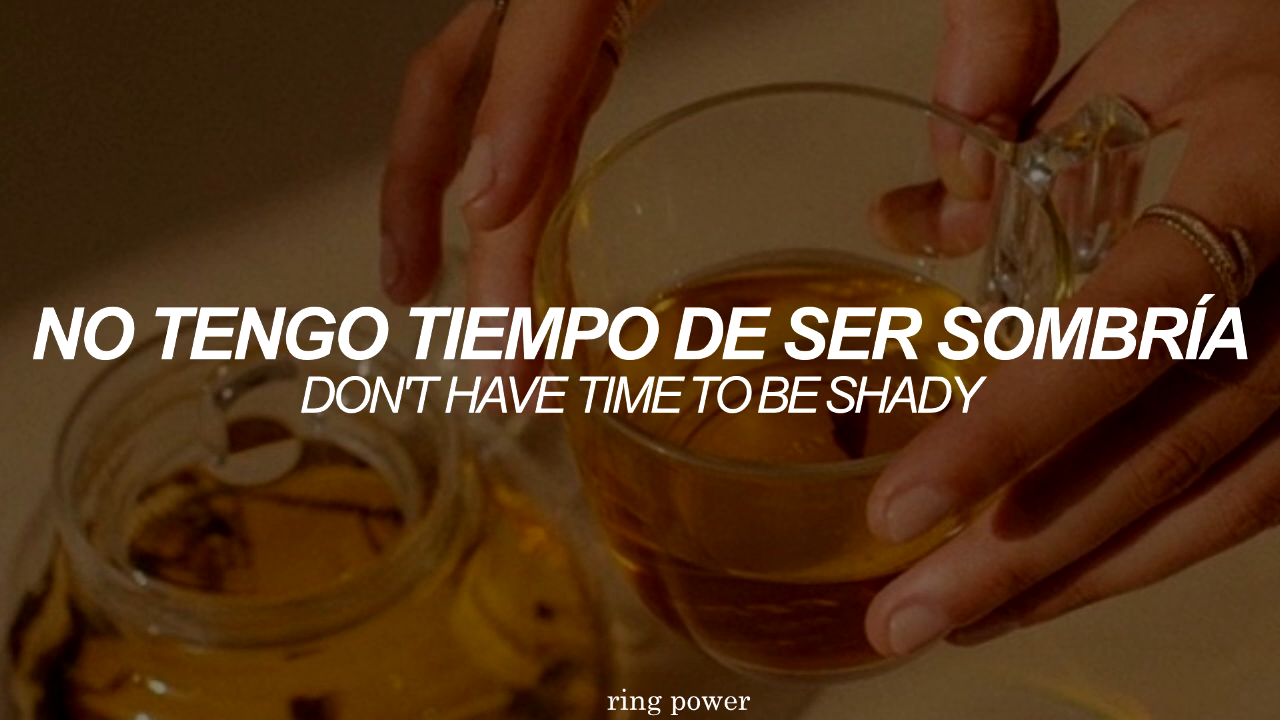 NO TENGO TIEMPO DE SER SOMBRÍA
DON'T HAVE TIME TO BE SHADY
ring power